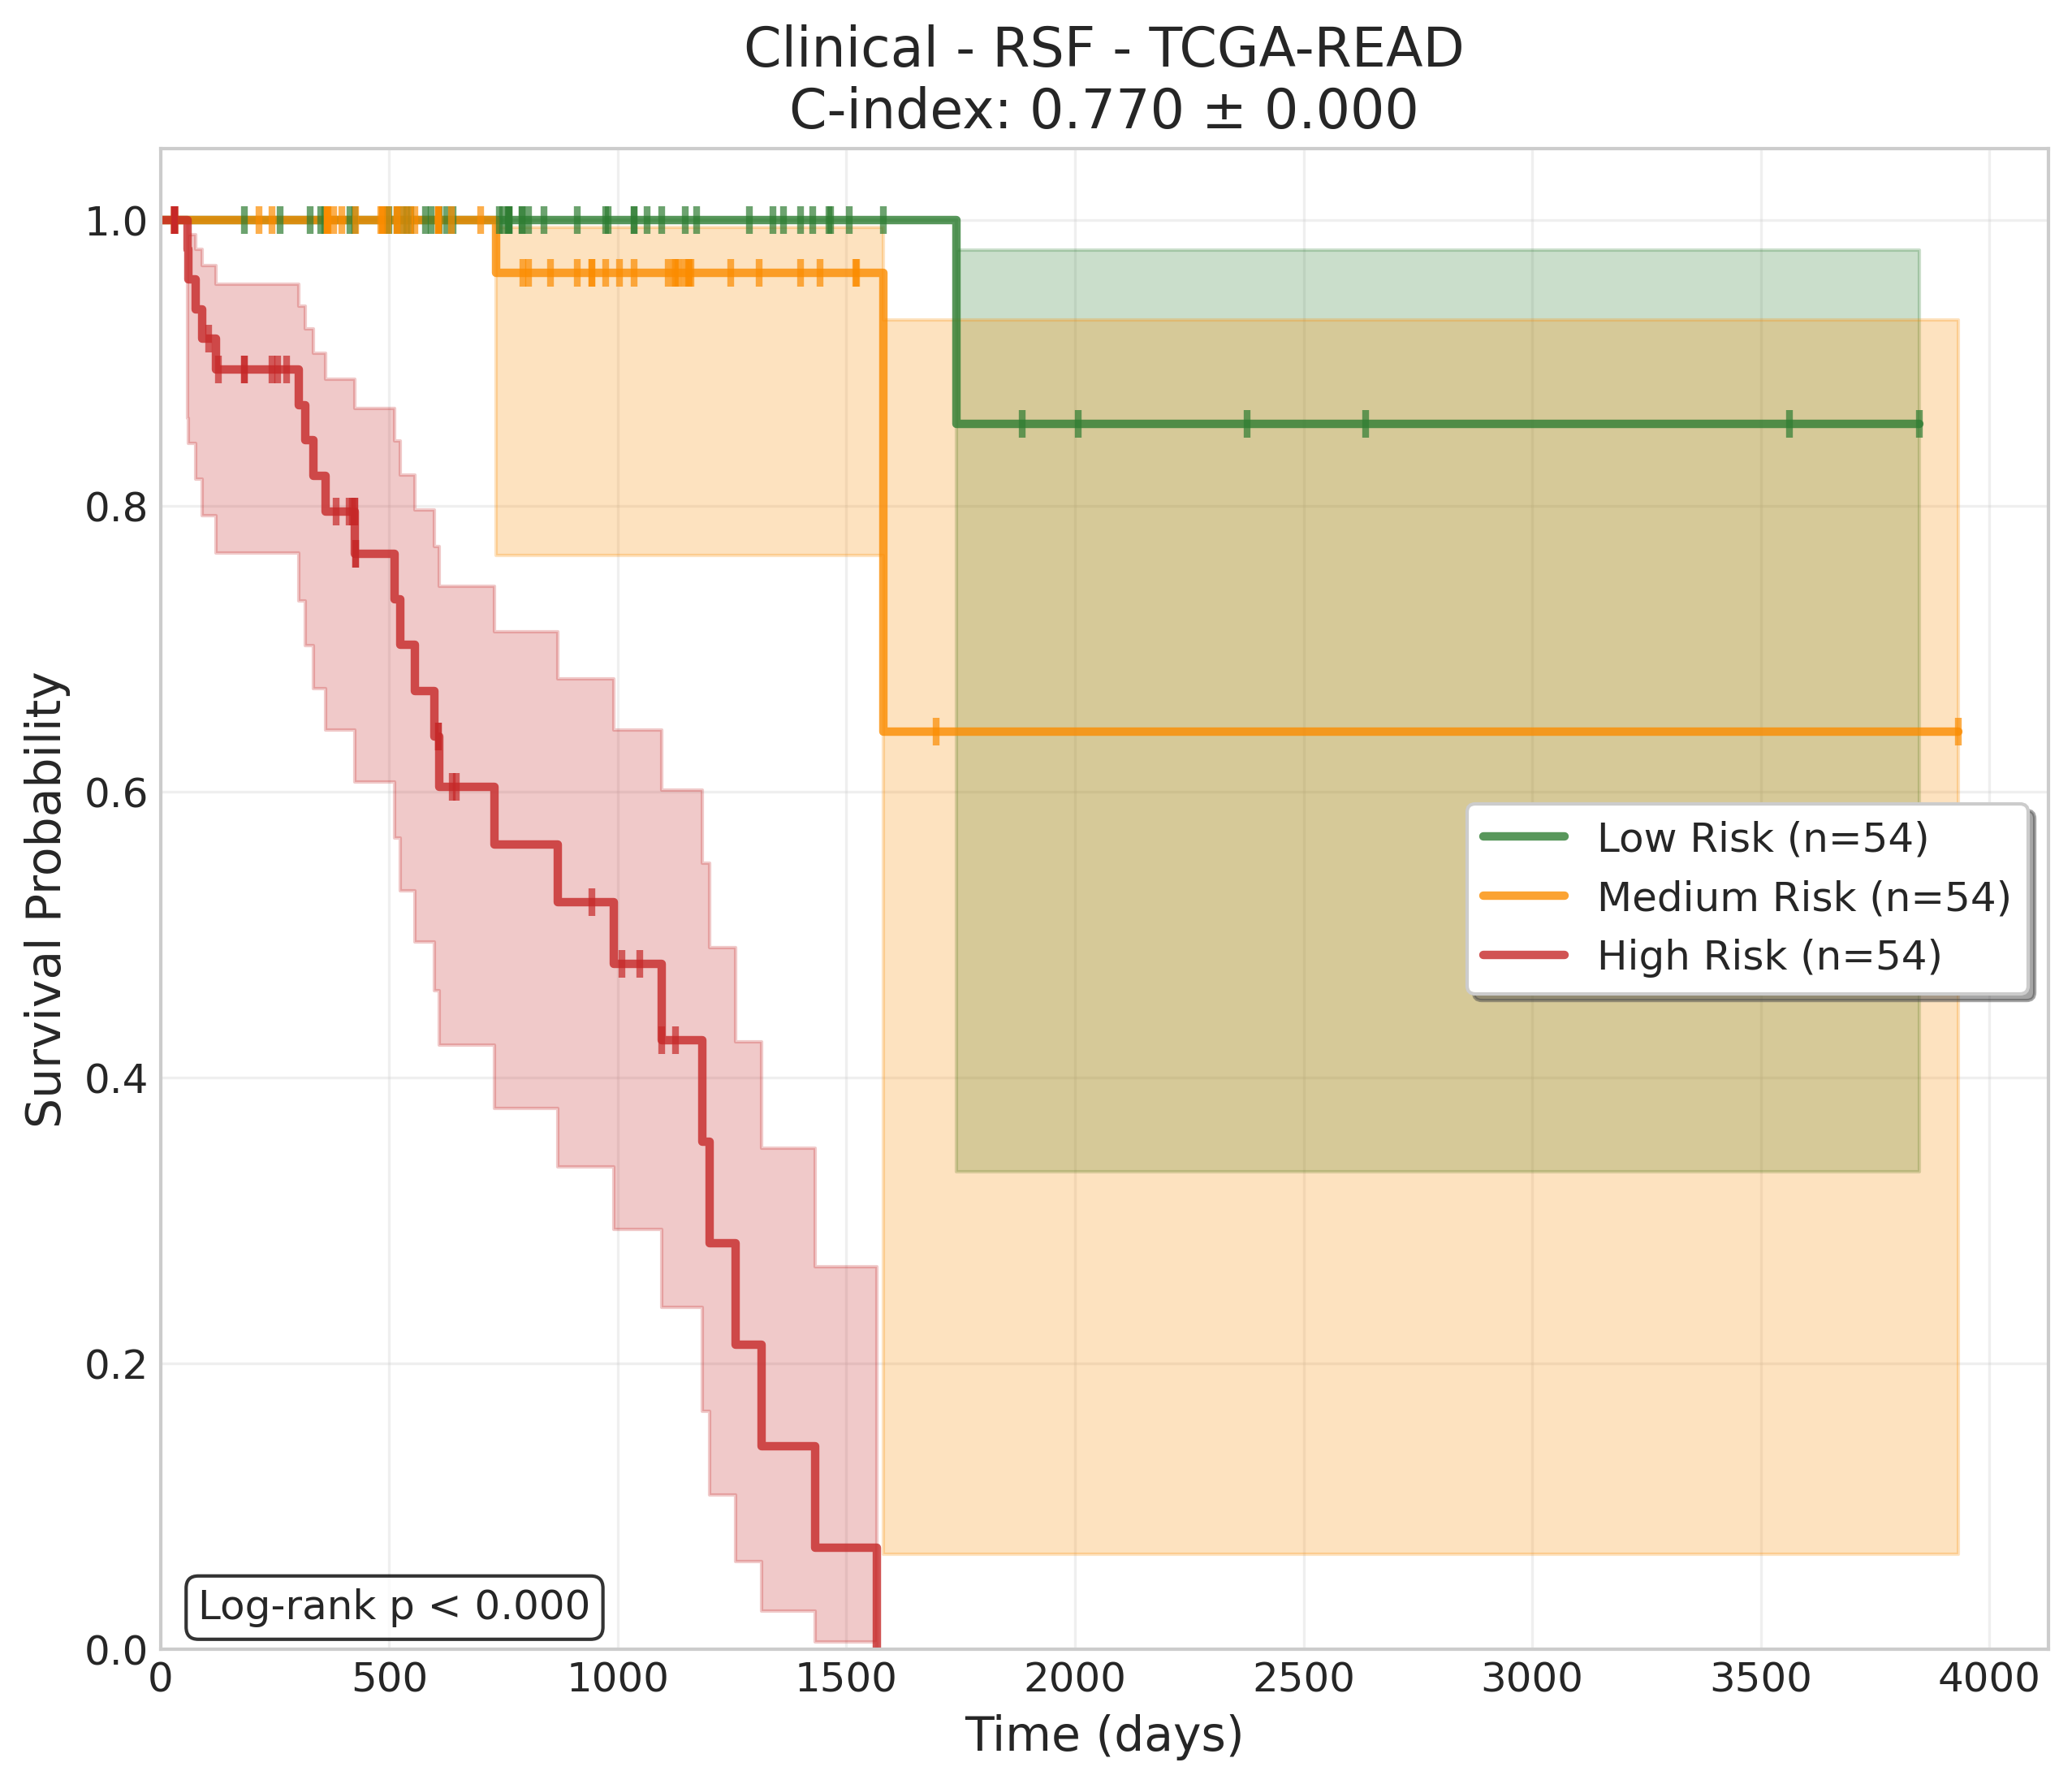 Clinical - RSF - TCGA-READ
C-index: 0.770 ± 0.000
Survival Probability
1.0
0.8
0.6
0.4
0.2
0.0
Low Risk (n=54)
Medium Risk (n=54)
High Risk (n=54)
Log-rank p < 0.000
0 500 1000 1500 2000 2500 3000 3500 4000
Time (days)